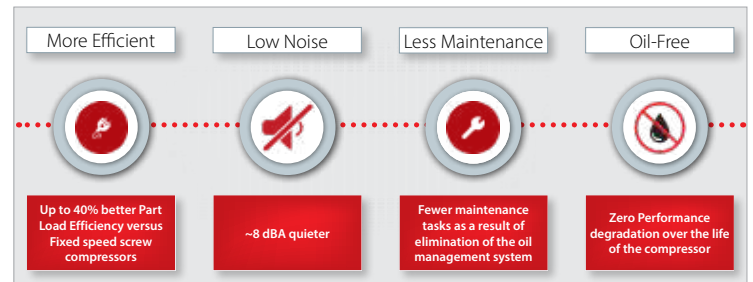 More Efficient
Low Noise
Less Maintenance
Oil-Free
Up to 40% better Part
Load Efficiency versus
Fixed speed screw
compressors
~8 dBA quieter
Fewer maintenance
tasks as a result of
elimination of the oil
management system
Zero Performance
degradation over the life
of the compressor